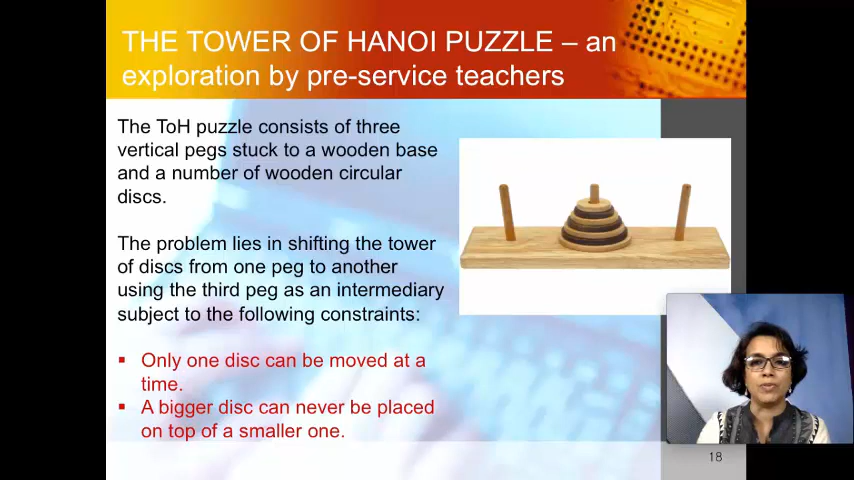 THE TOWER OF HANOI PUZZLE – an
exploration by pre-service teachers
The ToH puzzle consists of three
vertical pegs stuck to a wooden base
and a number of wooden circular
discs.
The problem lies in shifting the tower
of discs from one peg to another
using the third peg as an intermediary
subject to the following constraints:
▪ Only one disc can be moved at a
time.
▪ A bigger disc can never be placed
on top of a smaller one.
18